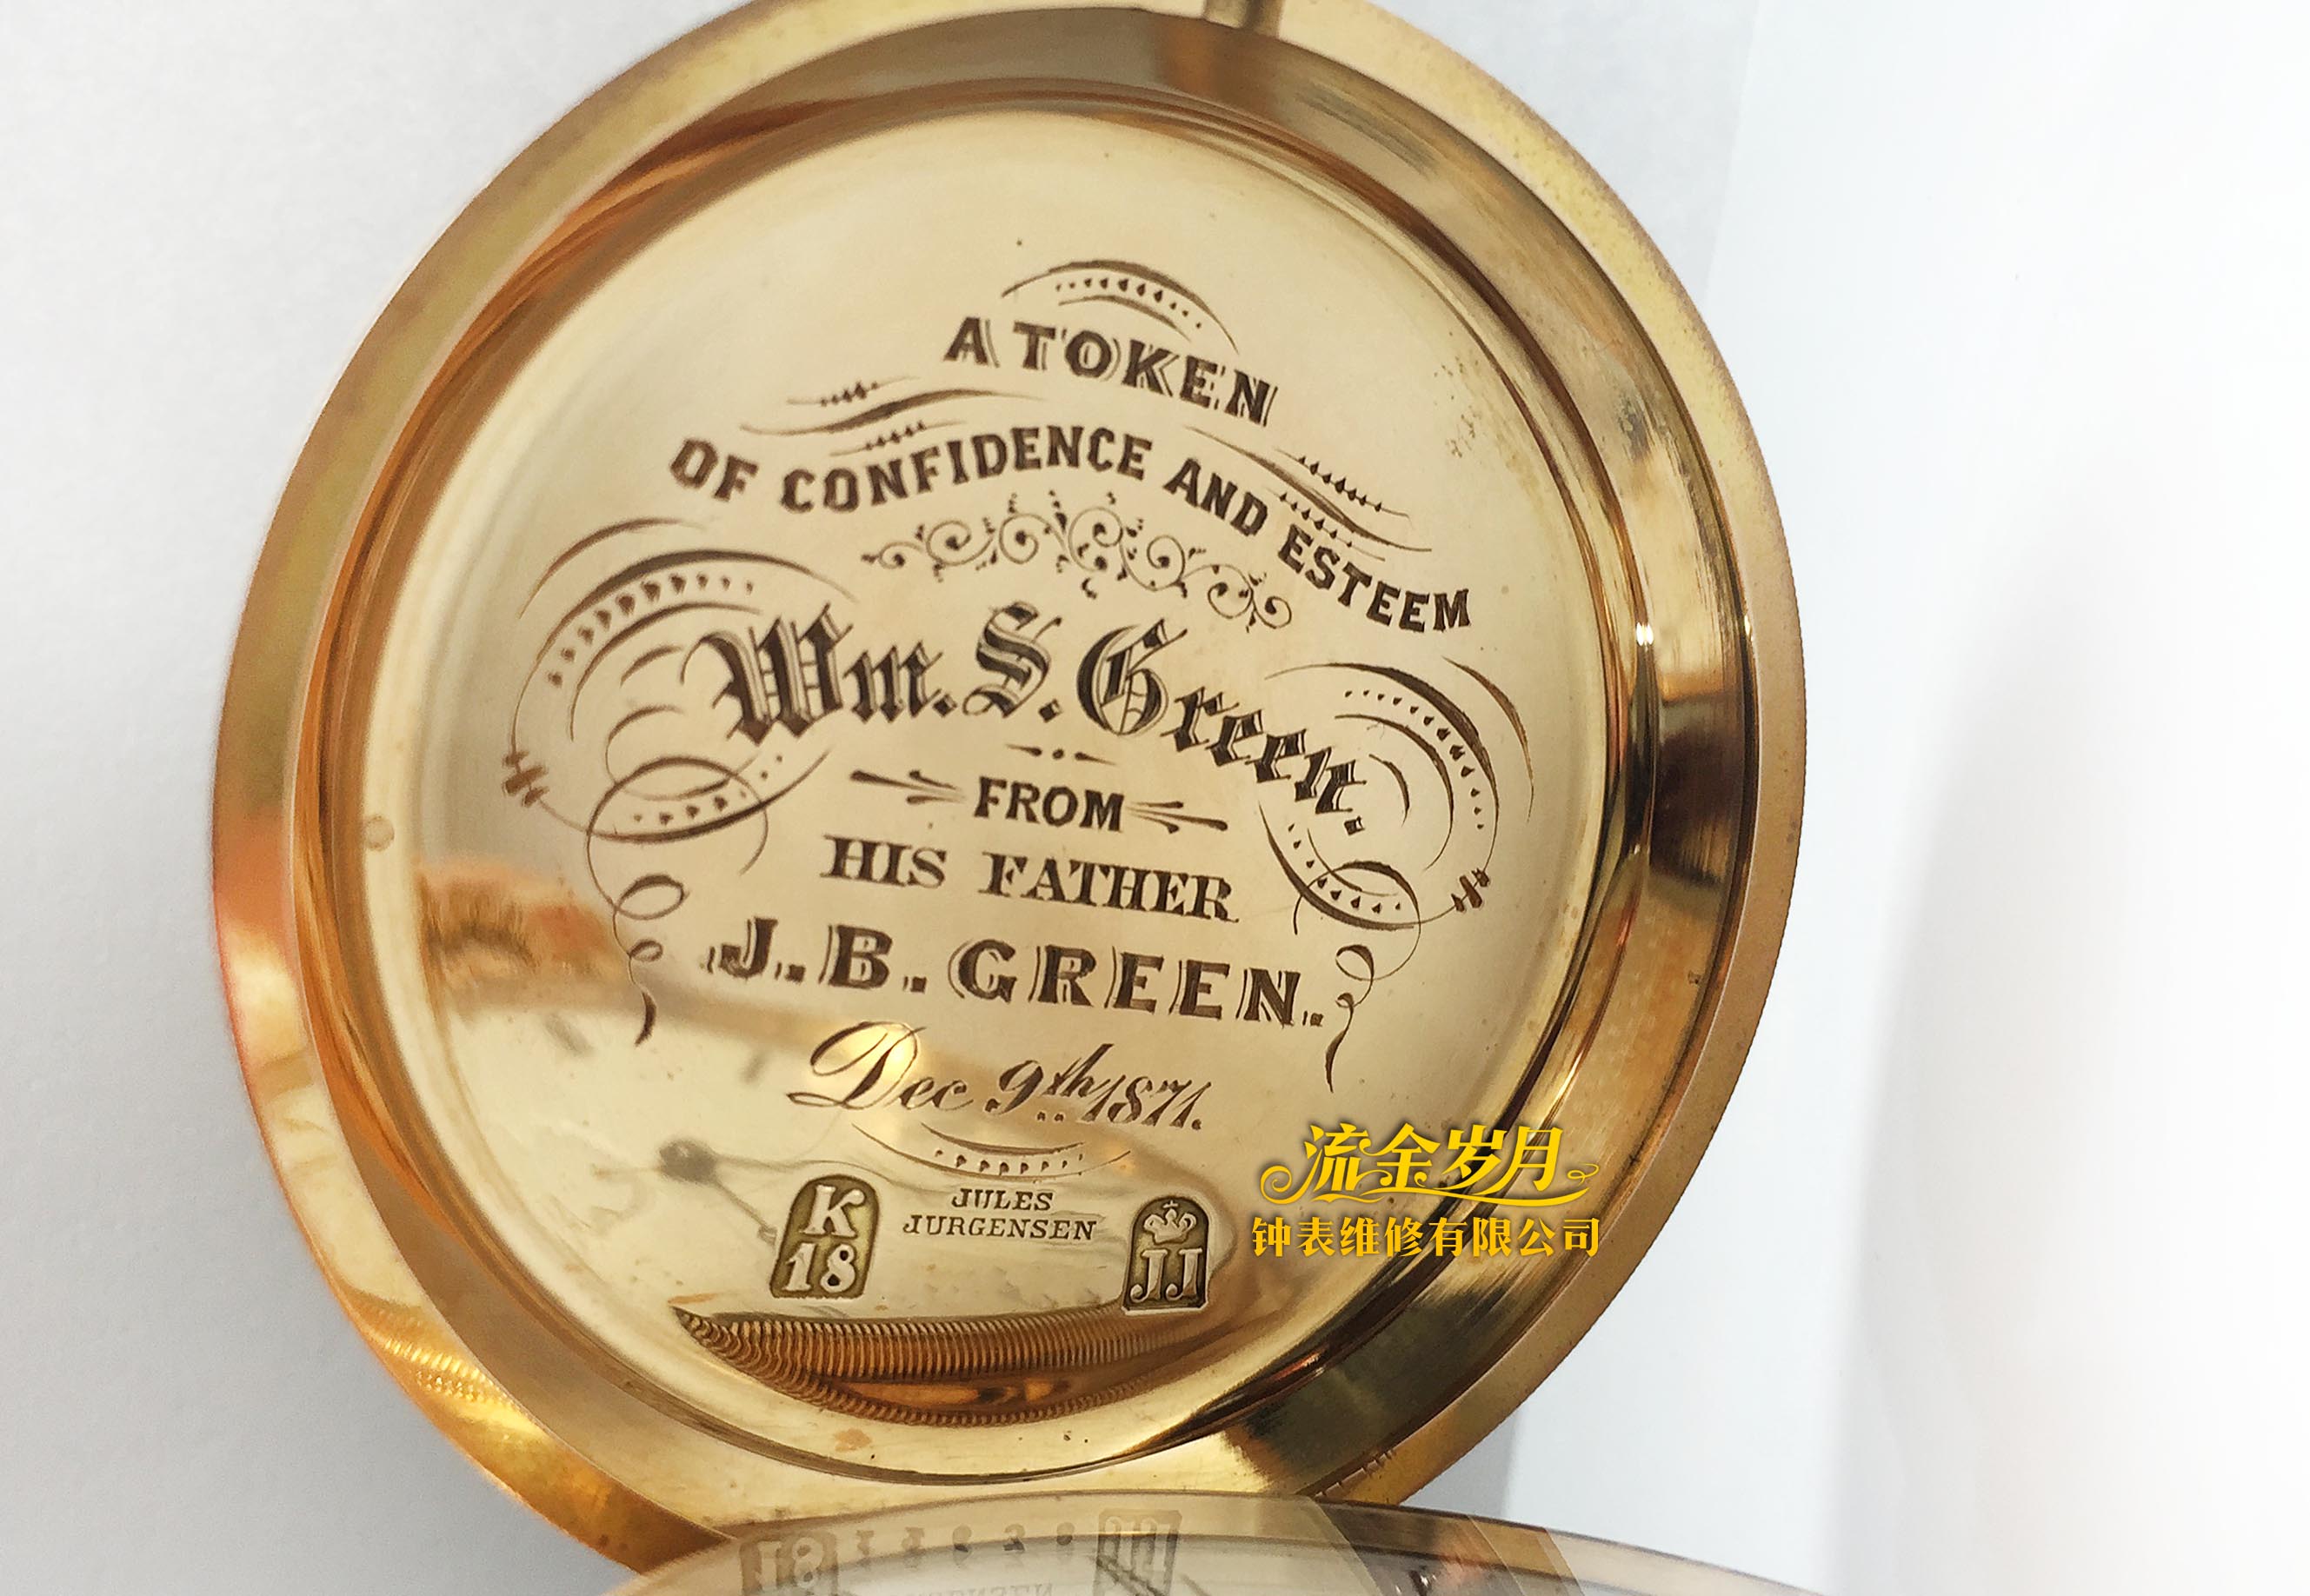 A TOKEN
OF CONFIDENCE AND ESTEEM
Wm. S. Green.
FROM
HIS FATHER
J. B. GREEN.
Dec 9th 1871.
K
18
JULES
JURGENSEN
JJ
流金岁月
钟表维修有限公司